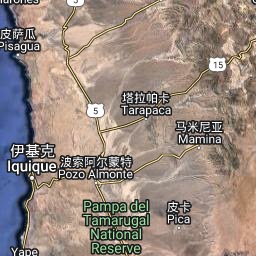 5
皮萨瓜
Pisagua
15
塔拉帕卡
Tarapaca
5
马米尼亚
Mamina
伊基克
Iquique
波索阿尔蒙特
Pozo Almonte
皮卡
Pica
Pampa del
Tamarugal
National
Reserve
Yape